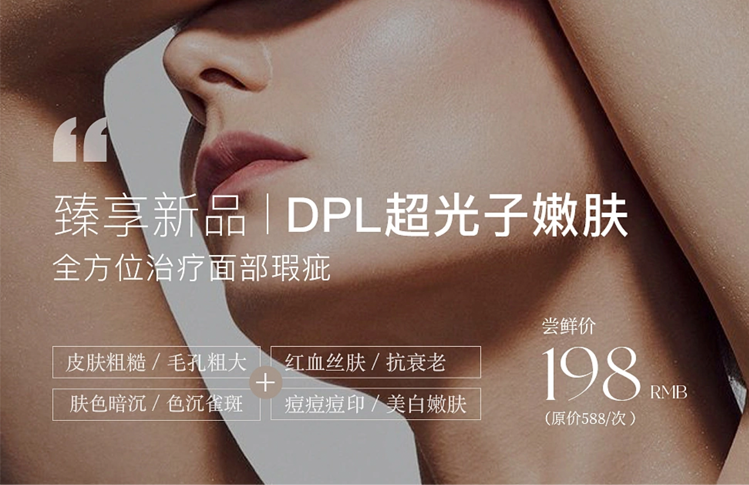 “
臻享新品｜DPL超光子嫩肤
全方位治疗面部瑕疵
皮肤粗糙 / 毛孔粗大
红血丝肤 / 抗衰老
+
肤色暗沉 / 色沉雀斑
痘痘痘印 / 美白嫩肤
尝鲜价
198 RMB
（原价588/次）